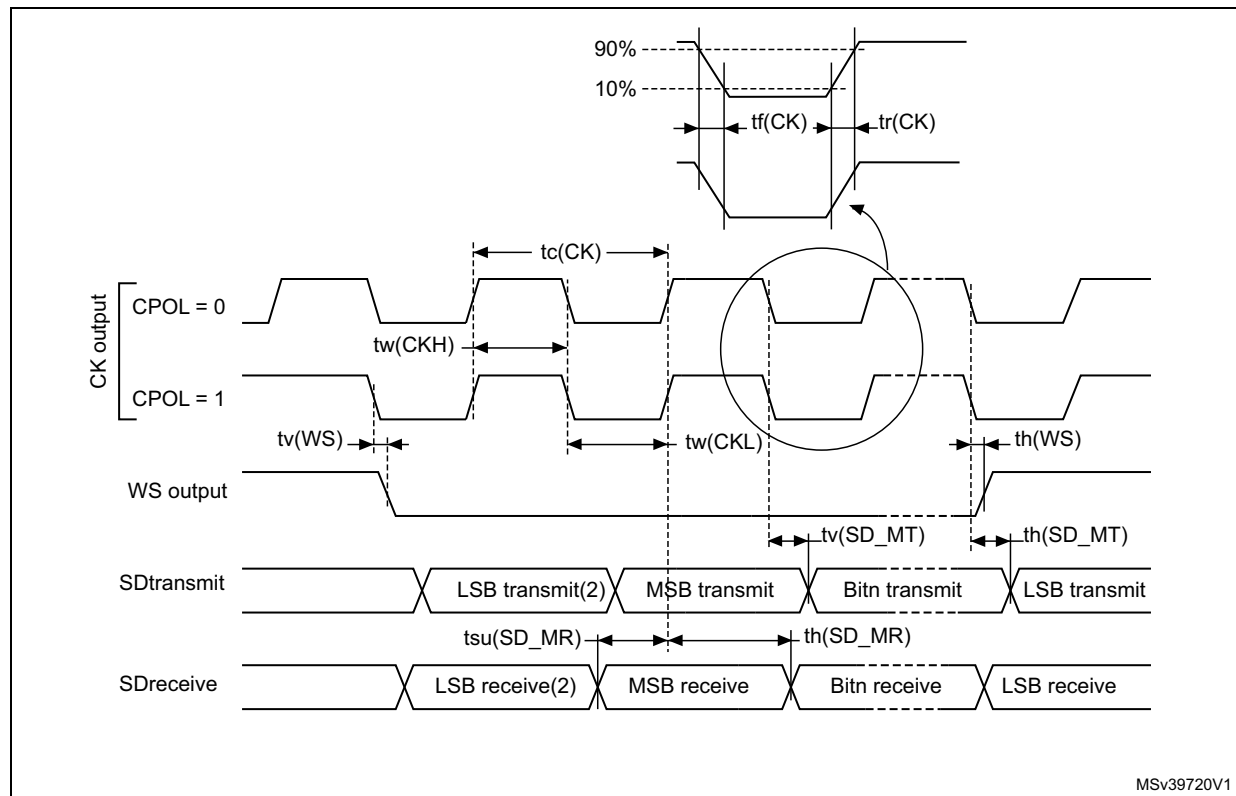 90%
10%
tf(CK)
tr(CK)
tc(CK)
CK output
CPOL = 0
tw(CKH)
CPOL = 1
tv(WS)
tw(CKL)
th(WS)
WS output
tv(SD_MT)
th(SD_MT)
SDtransmit
LSB transmit(2)
MSB transmit
Bitn transmit
LSB transmit
tsu(SD_MR)
th(SD_MR)
SDreceive
LSB receive(2)
MSB receive
Bitn receive
LSB receive
MSv39720V1